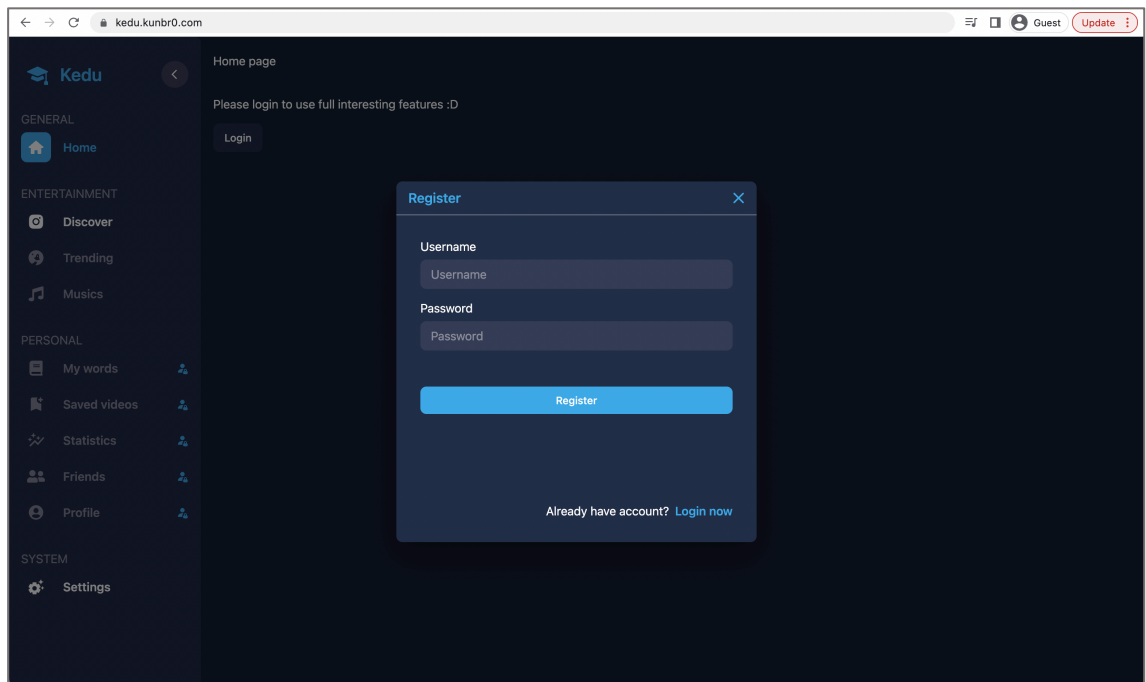 kedu.kunbr0.com
Guest
Update
Kedu
GENERAL
Home
ENTERTAINMENT
Discover
Trending
Musics
PERSONAL
My words
Saved videos
Statistics
Friends
Profile
SYSTEM
Settings
Home page
Please login to use full interesting features :D
Login
Register
Username
Username
Password
Password
Register
Already have account? Login now